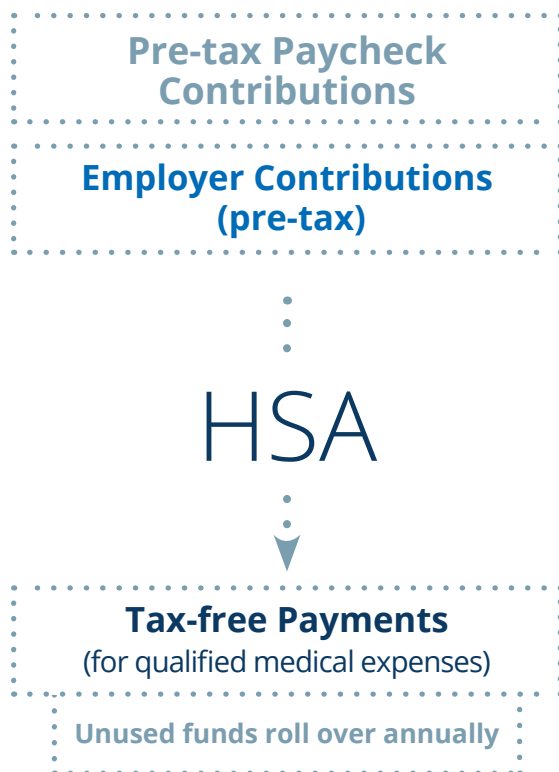 Pre-tax Paycheck
Contributions
Employer Contributions
(pre-tax)
HSA
Tax-free Payments
(for qualified medical expenses)
Unused funds roll over annually